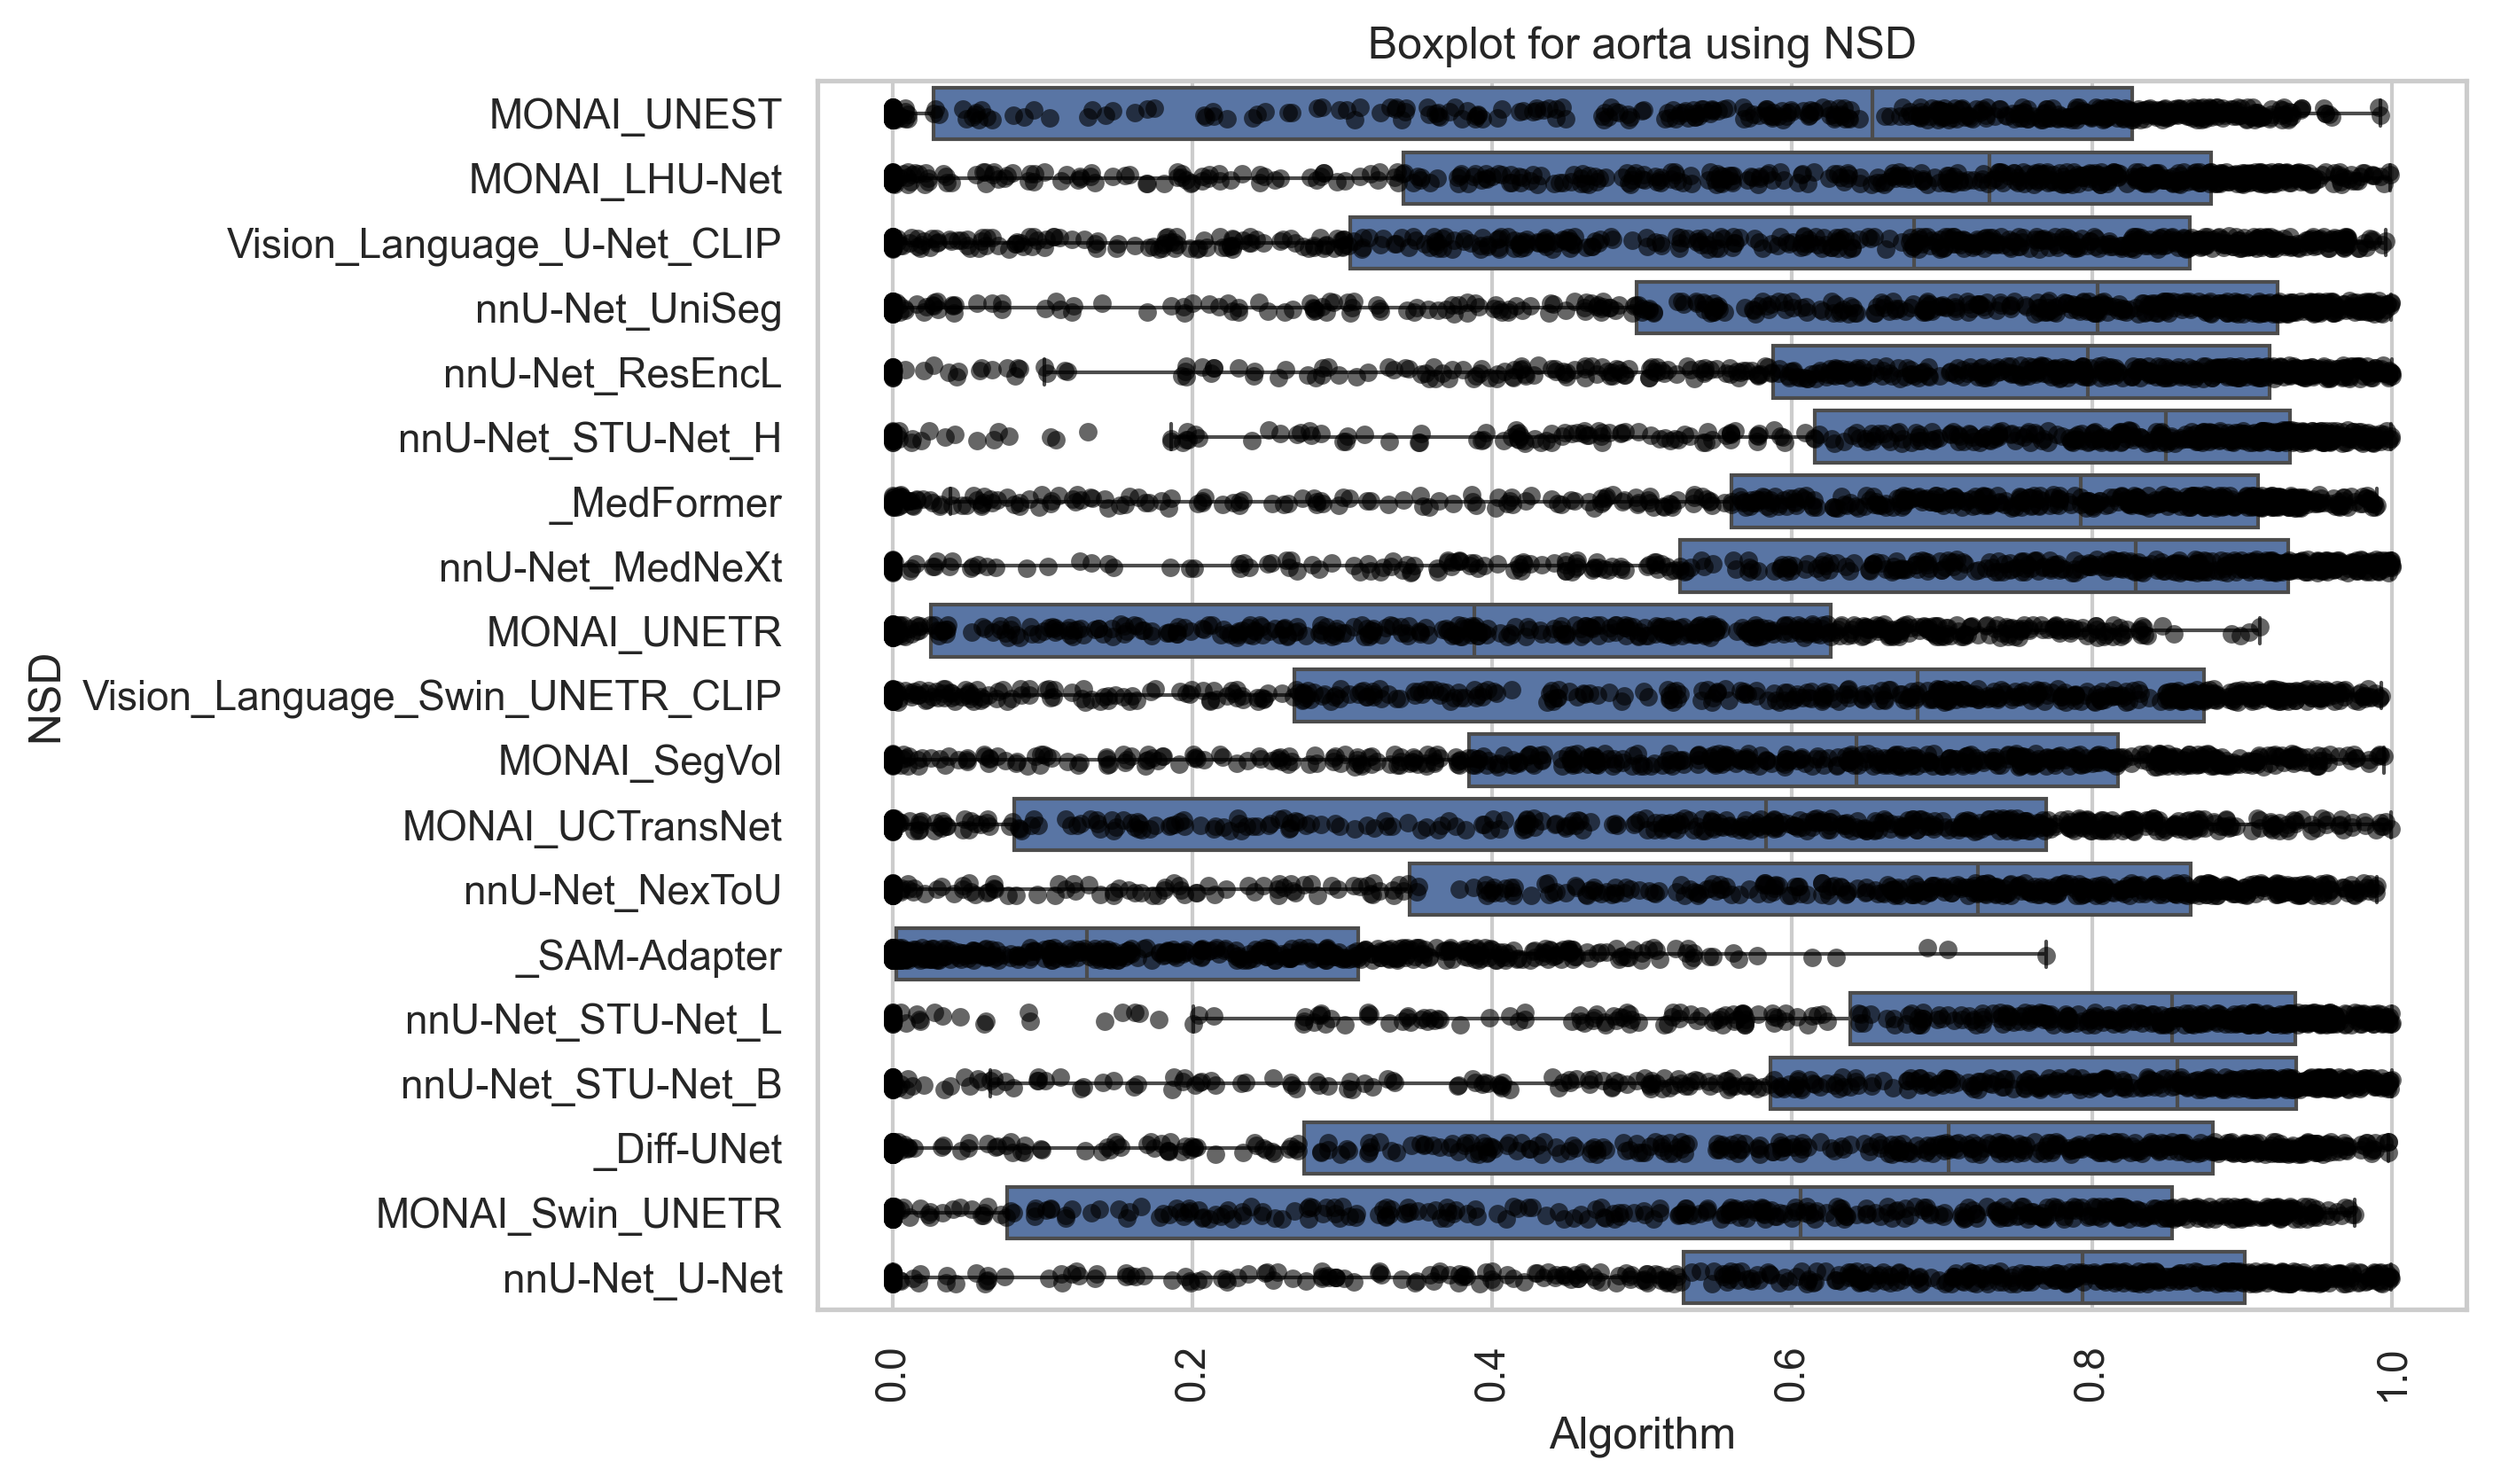 Boxplot for aorta using NSD
MONAI_UNEST
MONAI_LHU-Net
Vision_Language_U-Net_CLIP
nnU-Net_UniSeg
nnU-Net_ResEncL
nnU-Net_STU-Net_H
_MedFormer
nnU-Net_MedNeXt
MONAI_UNETR
Vision_Language_Swin_UNETR_CLIP
MONAI_SegVol
MONAI_UCTransNet
nnU-Net_NexToU
_SAM-Adapter
nnU-Net_STU-Net_L
nnU-Net_STU-Net_B
_Diff-UNet
MONAI_Swin_UNETR
nnU-Net_U-Net
NSD
0.0
0.2
0.4
0.6
0.8
1.0
Algorithm